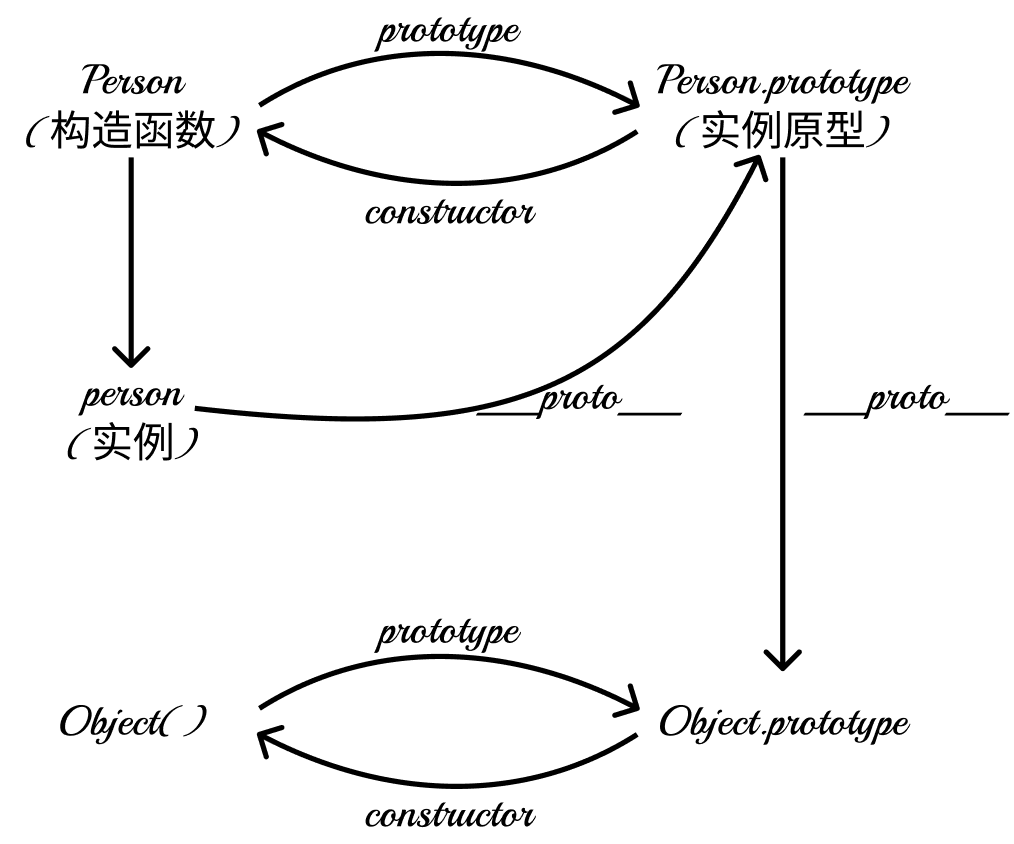 prototype
Person
(构造函数)
Person.prototype
(实例原型)
constructor
person
(实例)
__proto__
__proto__
prototype
Object()
Object.prototype
constructor